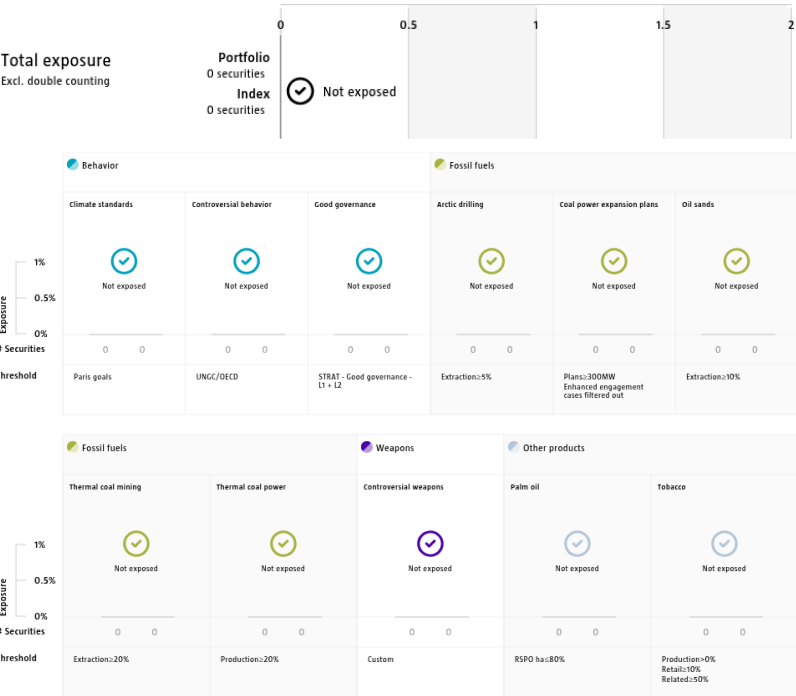 0 0.5 1 1.5 2
Total exposure
Excl. double counting
Portfolio
0 securities
Index
0 securities
Not exposed
Behavior Fossil fuels
Climate standards Controversial behavior Good governance Arctic drilling Coal power expansion plans Oil sands
Not exposed Not exposed Not exposed Not exposed Not exposed Not exposed
1%
0.5%
0%
Exposure
# Securities 0 0 0 0 0 0 0 0 0 0 0 0
hreshold Paris goals UNGC/OECD STRAT - Good governance - Extraction≥5% Plans≥300MW Extraction≥10%
L1 + L2 Enhanced engagement
cases filtered out
Fossil fuels Weapons Other products
Thermal coal mining Thermal coal power Controversial weapons Palm oil Tobacco
Not exposed Not exposed Not exposed Not exposed Not exposed
1%
0.5%
0%
Exposure
# Securities 0 0 0 0 0 0 0 0 0 0
hreshold Extraction≥20% Production≥20% Custom RSPO ha≤80% Production>0%
Retail≥10%
Related≥50%